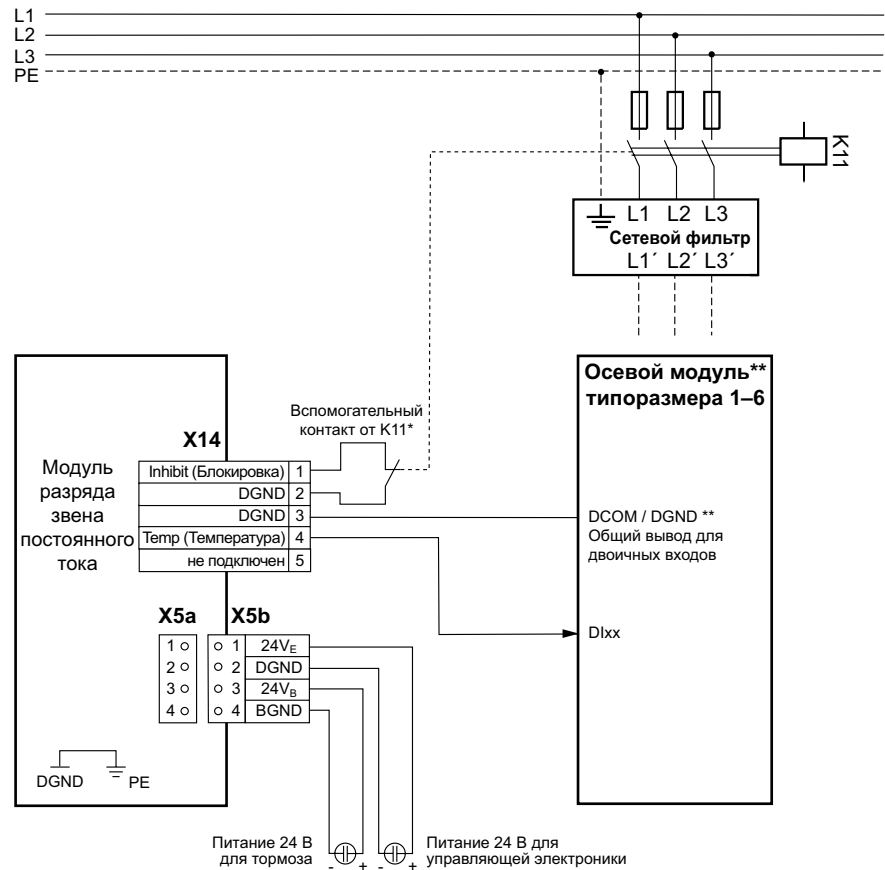 L1
L2
L3
PE
K11
L1 L2 L3
Сетевой фильтр
L1´ L2´ L3´
Осевой модуль**
типоразмера 1–6
Вспомогательный
контакт от K11*
X14
Модуль
разряда
звена
постоянного
тока
Inhibit (Блокировка) 1
DGND 2
DGND 3
Temp (Температура) 4
не подключен 5
DCOM / DGND **
Общий вывод для
двоичных входов
DIxx
X5a X5b
1 1 24VE
2 2 DGND
3 3 24VB
4 4 BGND
DGND PE
Питание 24 В
для тормоза
- +
- +
Питание 24 В для
управляющей электроники